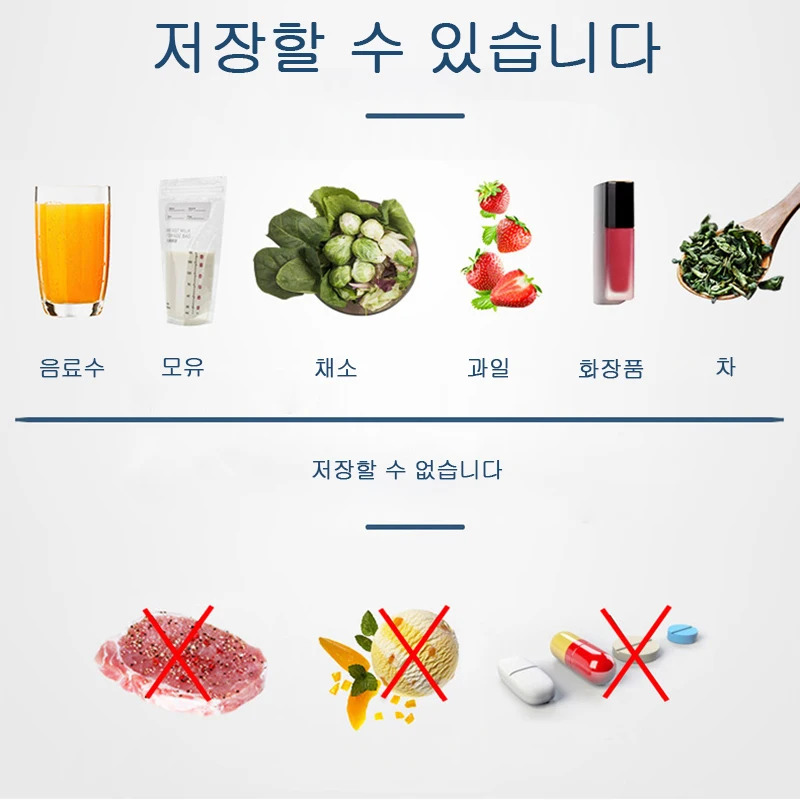 저장할 수 있습니다
음료수
모유
채소
과일
화장품
차
저장할 수 없습니다